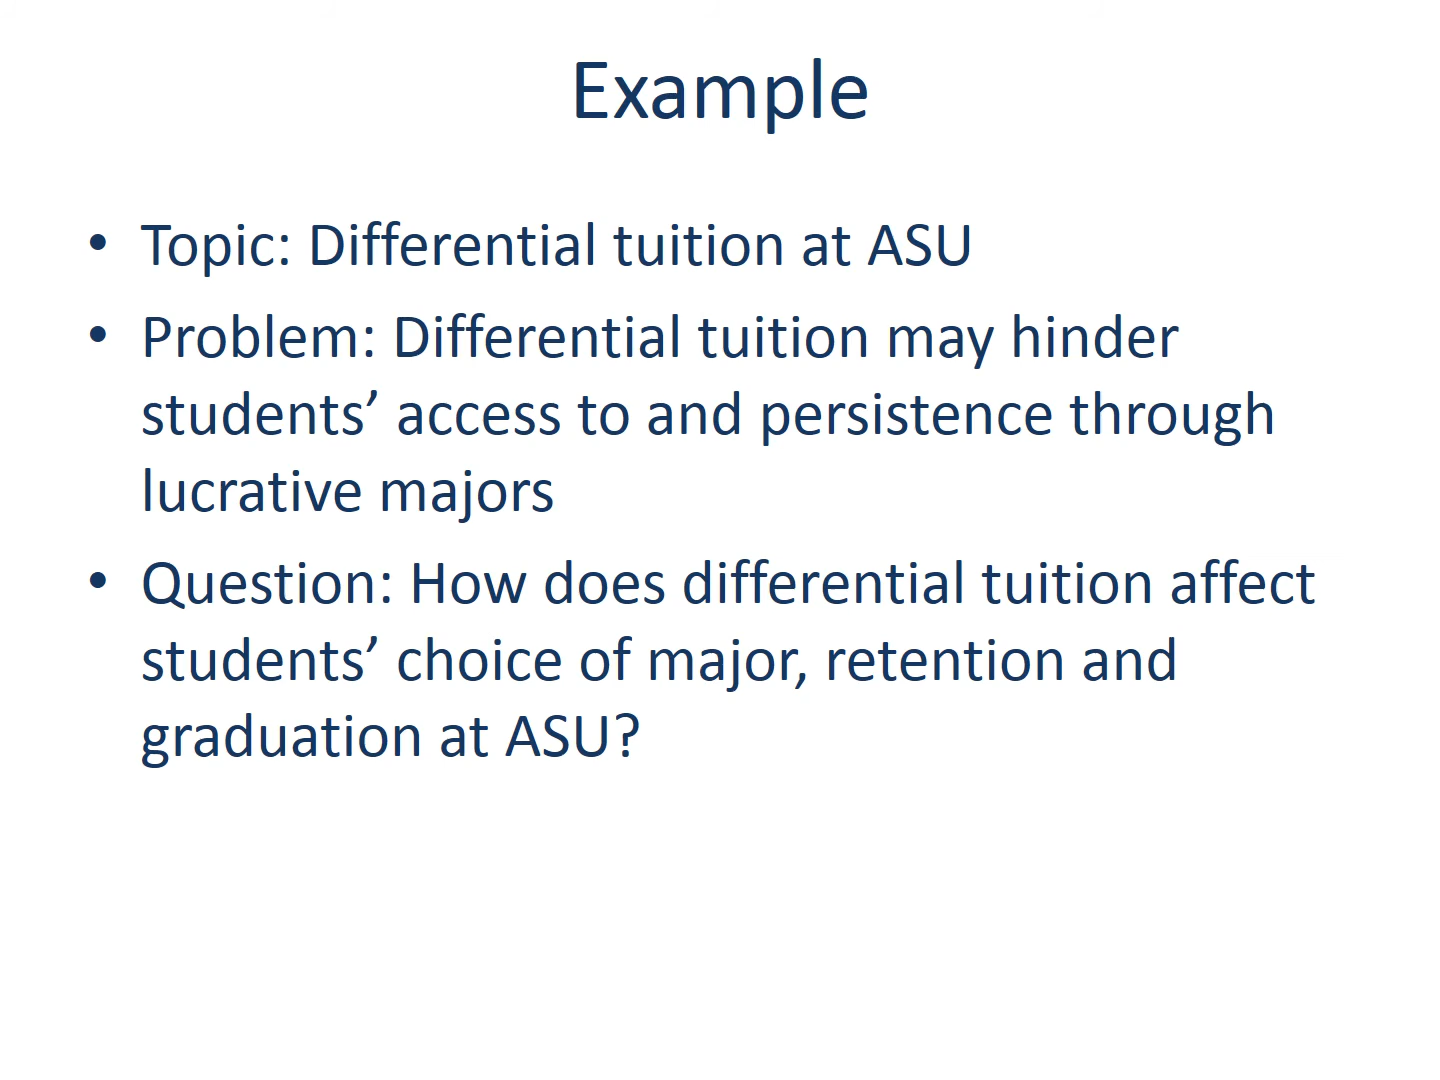 Example
• Topic: Differential tuition at ASU
• Problem: Differential tuition may hinder
students’ access to and persistence through
lucrative majors
• Question: How does differential tuition affect
students’ choice of major, retention and
graduation at ASU?